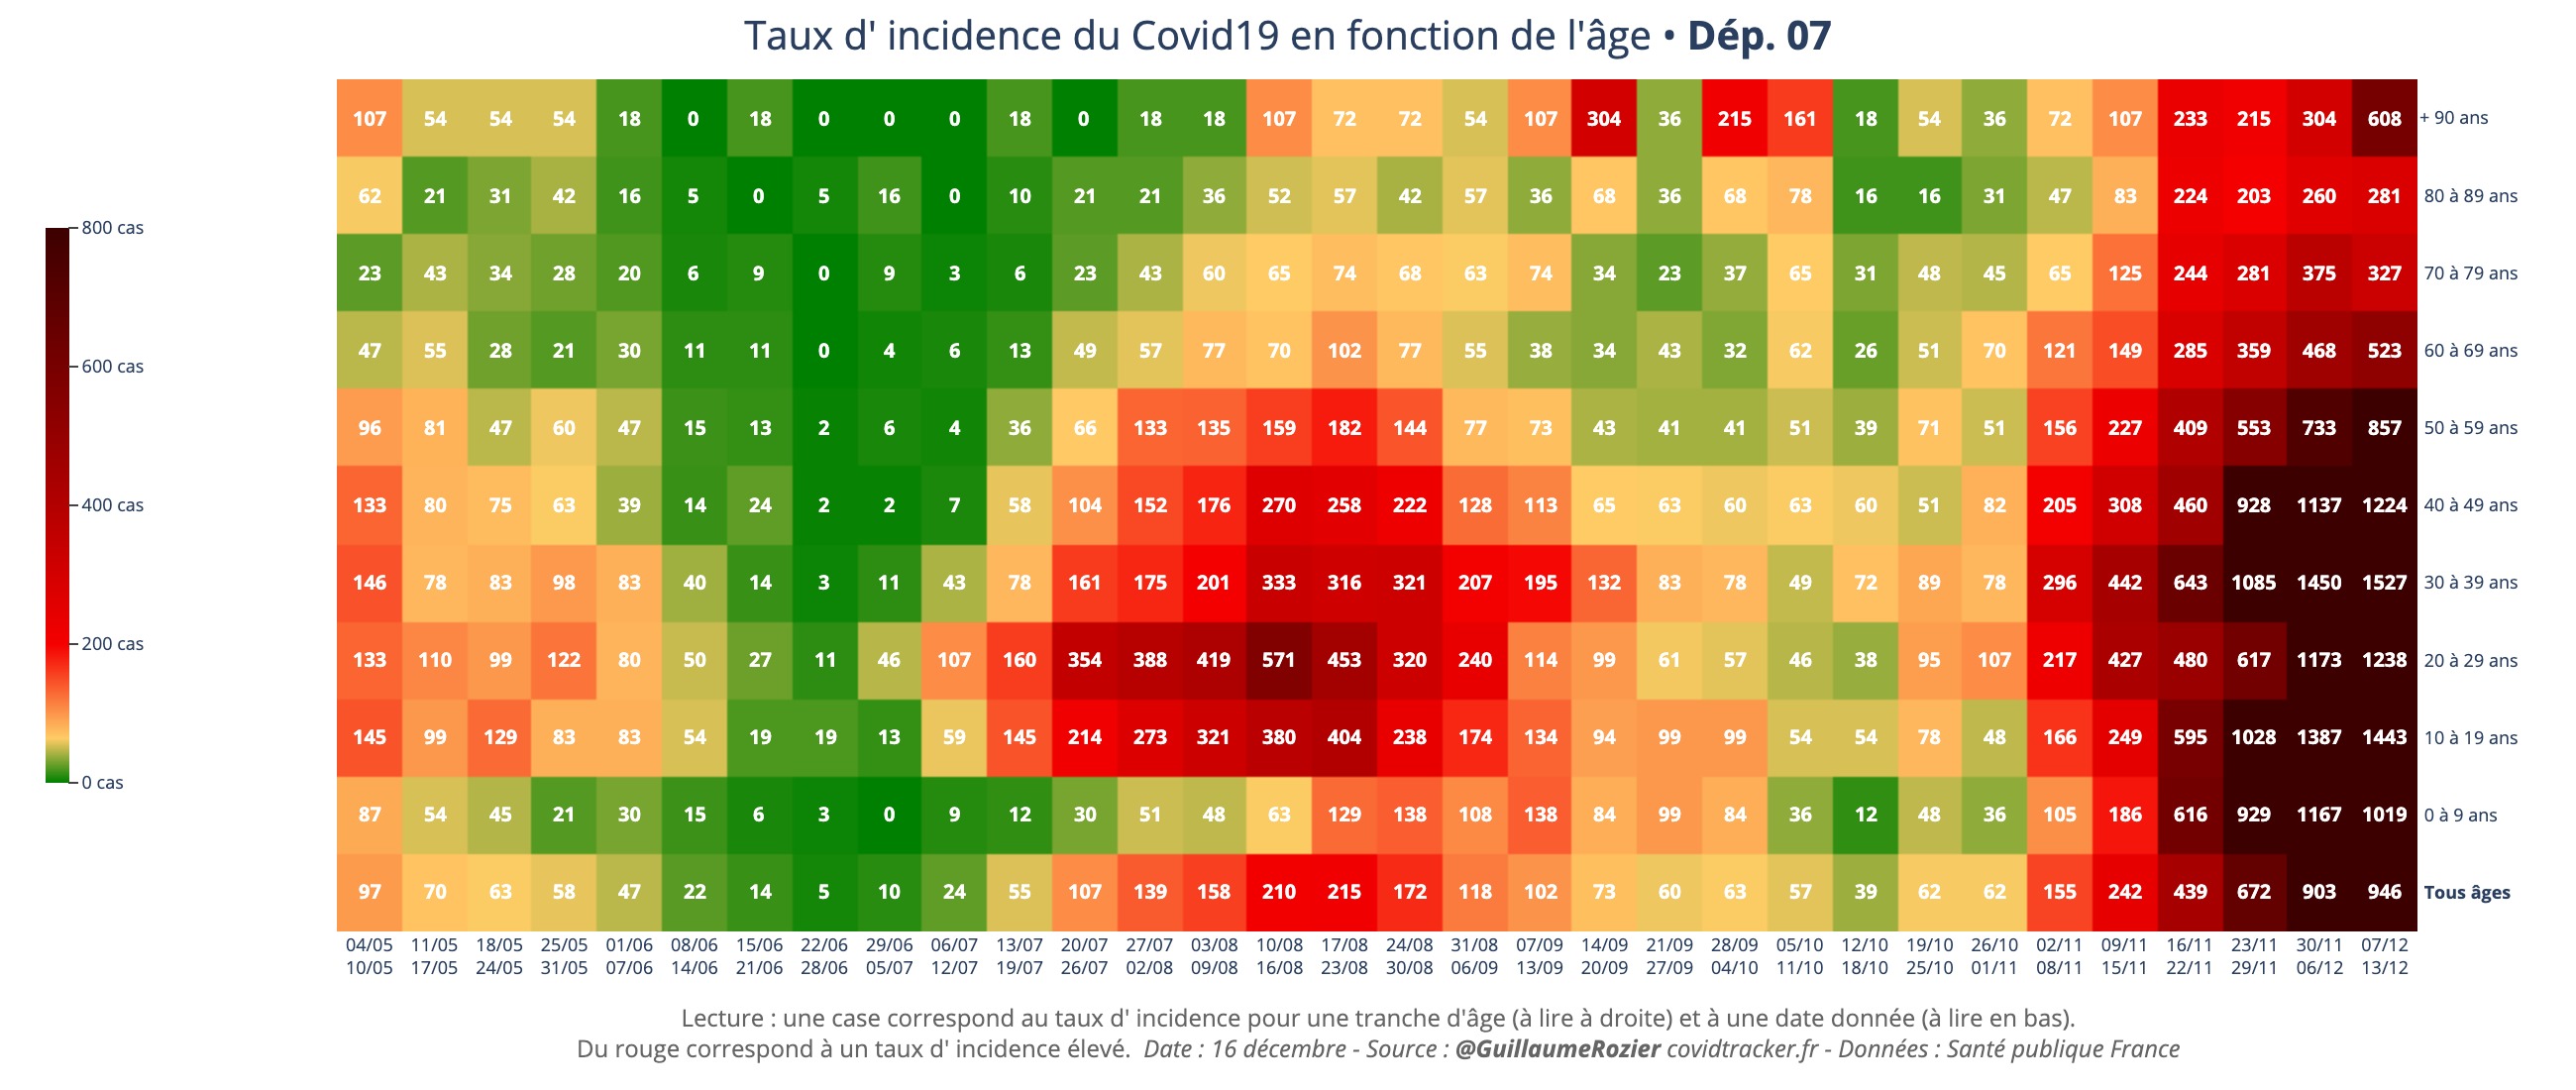 Taux d' incidence du Covid19 en fonction de l'âge • Dép. 07
800 cas
600 cas
400 cas
200 cas
0 cas
107 54 54 54 18 0 18 0 0 0 18 0 18 18 107 72 72 54 107 304 36 215 161 18 54 36 72 107 233 215 304 608 + 90 ans
62 21 31 42 16 5 0 5 16 0 10 21 21 36 52 57 42 57 36 68 36 68 78 16 16 31 47 83 224 203 260 281 80 à 89 ans
23 43 34 28 20 6 9 0 9 3 6 23 43 60 65 74 68 63 74 34 23 37 65 31 48 45 65 125 244 281 375 327 70 à 79 ans
47 55 28 21 30 11 11 0 4 6 13 49 57 77 70 102 77 55 38 34 43 32 62 26 51 70 121 149 285 359 468 523 60 à 69 ans
96 81 47 60 47 15 13 2 6 4 36 66 133 135 159 182 144 77 73 43 41 41 51 39 71 51 156 227 409 553 733 857 50 à 59 ans
133 80 75 63 39 14 24 2 2 7 58 104 152 176 270 258 222 128 113 65 63 60 63 60 51 82 205 308 460 928 1137 1224 40 à 49 ans
146 78 83 98 83 40 14 3 11 43 78 161 175 201 333 316 321 207 195 132 83 78 49 72 89 78 296 442 643 1085 1450 1527 30 à 39 ans
133 110 99 122 80 50 27 11 46 107 160 354 388 419 571 453 320 240 114 99 61 57 46 38 95 107 217 427 480 617 1173 1238 20 à 29 ans
145 99 129 83 83 54 19 19 13 59 145 214 273 321 380 404 238 174 134 94 99 99 54 54 78 48 166 249 595 1028 1387 1443 10 à 19 ans
87 54 45 21 30 15 6 3 0 9 12 30 51 48 63 129 138 108 138 84 99 84 36 12 48 36 105 186 616 929 1167 1019 0 à 9 ans
97 70 63 58 47 22 14 5 10 24 55 107 139 158 210 215 172 118 102 73 60 63 57 39 62 62 155 242 439 672 903 946 Tous âges
04/05 11/05 18/05 25/05 01/06 08/06 15/06 22/06 29/06 06/07 13/07 20/07 27/07 03/08 10/08 17/08 24/08 31/08 07/09 14/09 21/09 28/09 05/10 12/10 19/10 26/10 02/11 09/11 16/11 23/11 30/11 07/12
10/05 17/05 24/05 31/05 07/06 14/06 21/06 28/06 05/07 12/07 19/07 26/07 02/08 09/08 16/08 23/08 30/08 06/09 13/09 20/09 27/09 04/10 11/10 18/10 25/10 01/11 08/11 15/11 22/11 29/11 06/12 13/12
Lecture : une case correspond au taux d' incidence pour une tranche d'âge (à lire à droite) et à une date donnée (à lire en bas).
Du rouge correspond à un taux d' incidence élevé. Date : 16 décembre - Source : @GuillaumeRozier covidtracker.fr - Données : Santé publique France